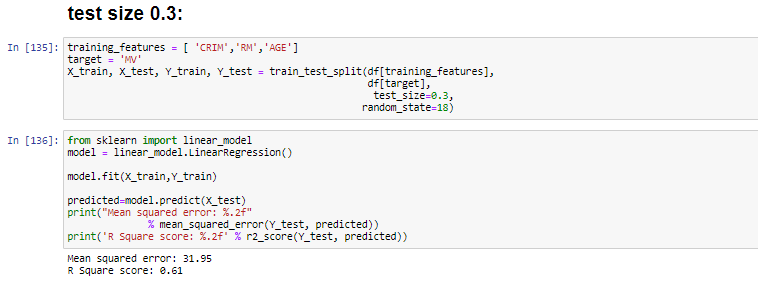 test size 0.3:
In [135]: training_features = [ 'CRIM','RM','AGE']
target = 'MV'
X_train, X_test, Y_train, Y_test = train_test_split(df[training_features],
df[target],
test_size=0.3,
random_state=18)
In [136]: from sklearn import linear_model
model = linear_model.LinearRegression()
model.fit(X_train,Y_train)
predicted=model.predict(X_test)
print("Mean squared error: %.2f"
% mean_squared_error(Y_test, predicted))
print('R Square score: %.2f' % r2_score(Y_test, predicted))
Mean squared error: 31.95
R Square score: 0.61